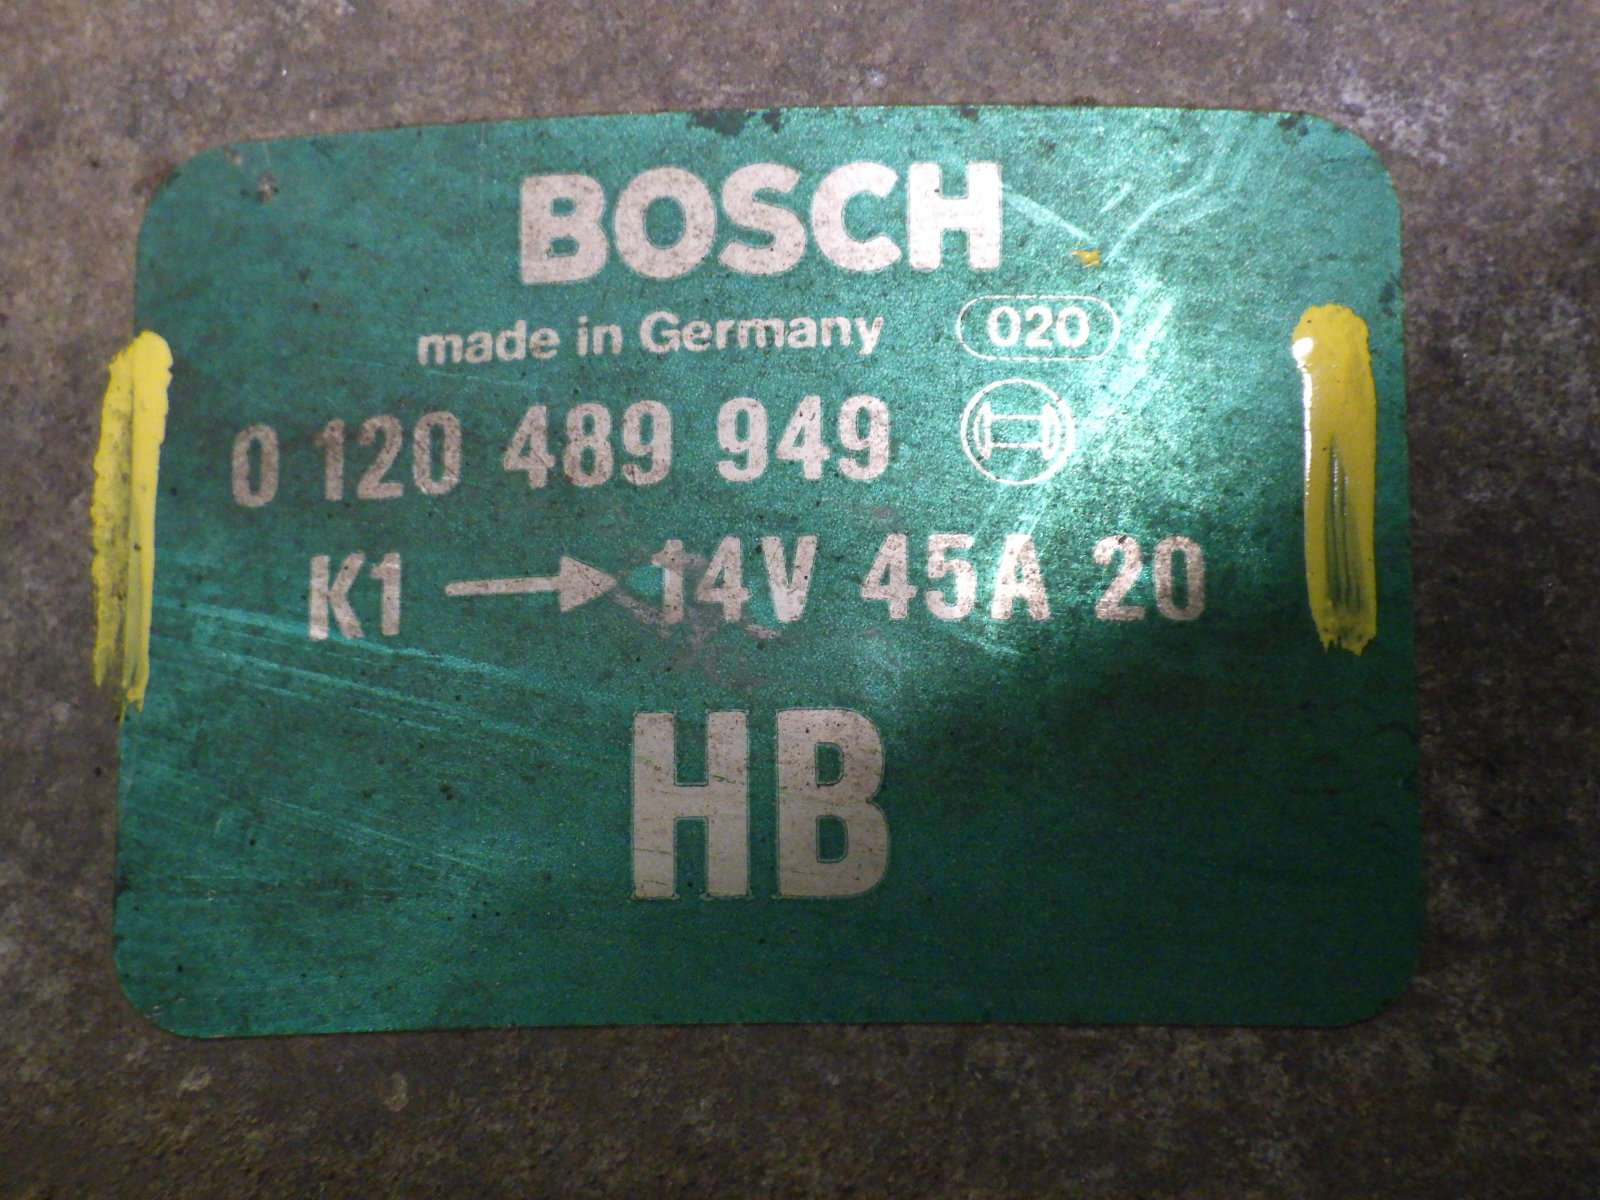 BOSCH
made in Germany 020
0 120 489 949
K1 → 14V 45A 20
HB